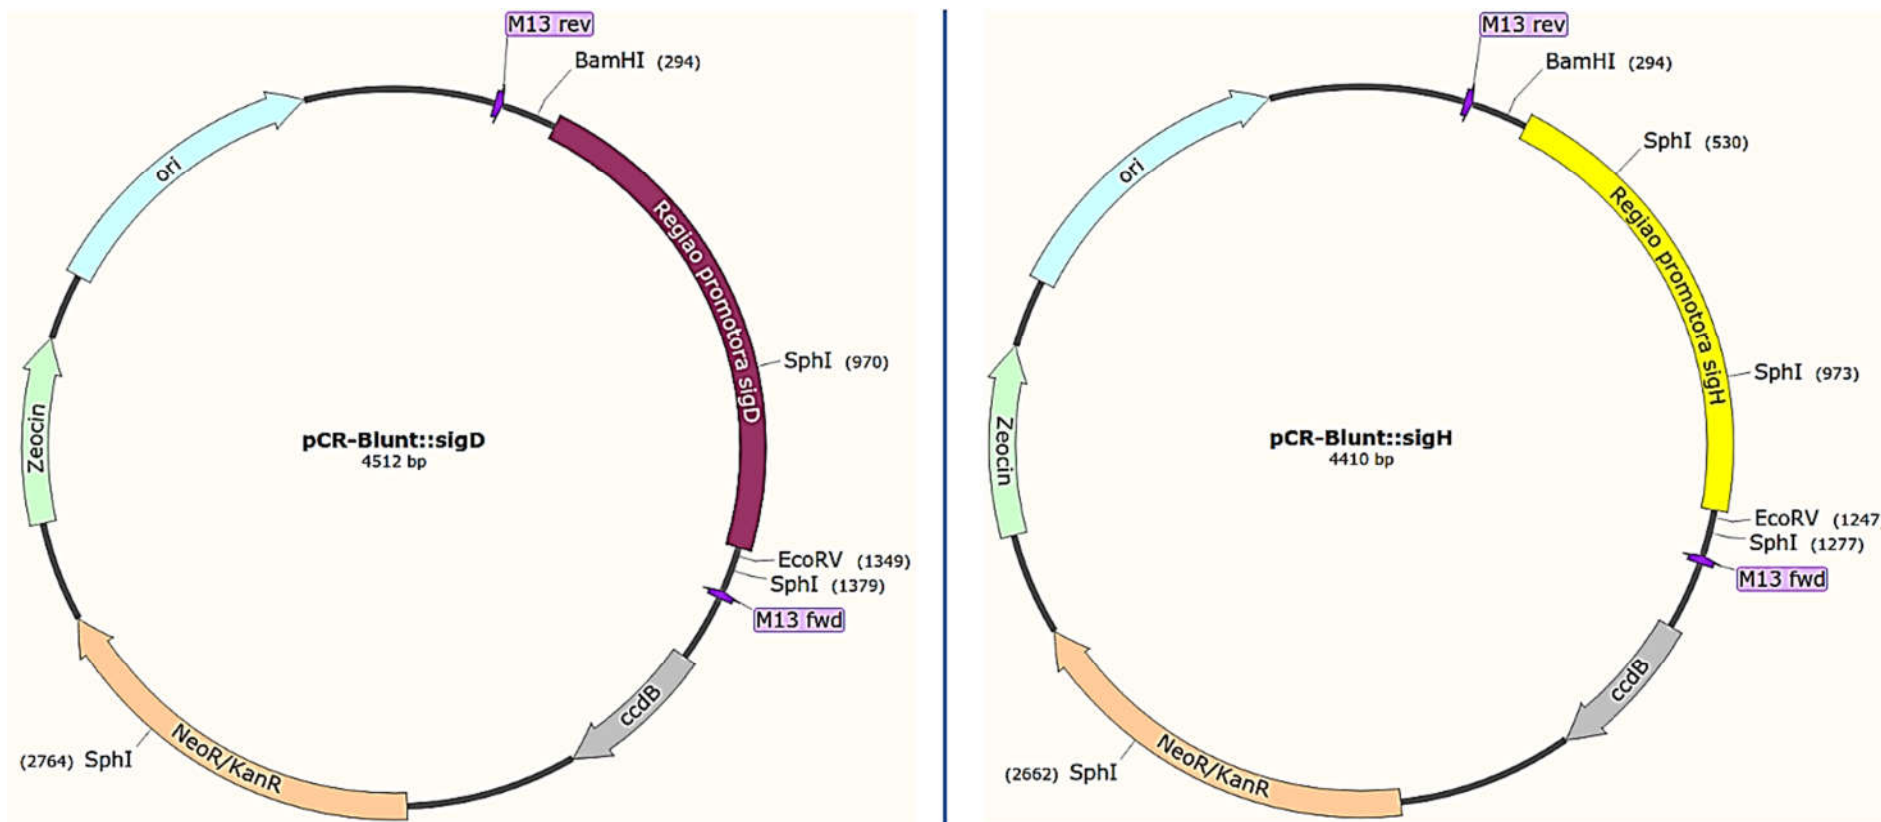 M13 rev
BamHI (294)
ori
Regiao promotora sigD
SphI (970)
Zeocin
pCR-Blunt::sigD
4512 bp
EcoRV (1349)
SphI (1379)
M13 fwd
ccdB
NeoR/KanR
(2764) SphI
M13 rev
BamHI (294)
SphI (530)
ori
Regiao promotora sigH
SphI (973)
Zeocin
pCR-Blunt::sigH
4410 bp
EcoRV (1247)
SphI (1277)
M13 fwd
ccdB
NeoR/KanR
(2662) SphI